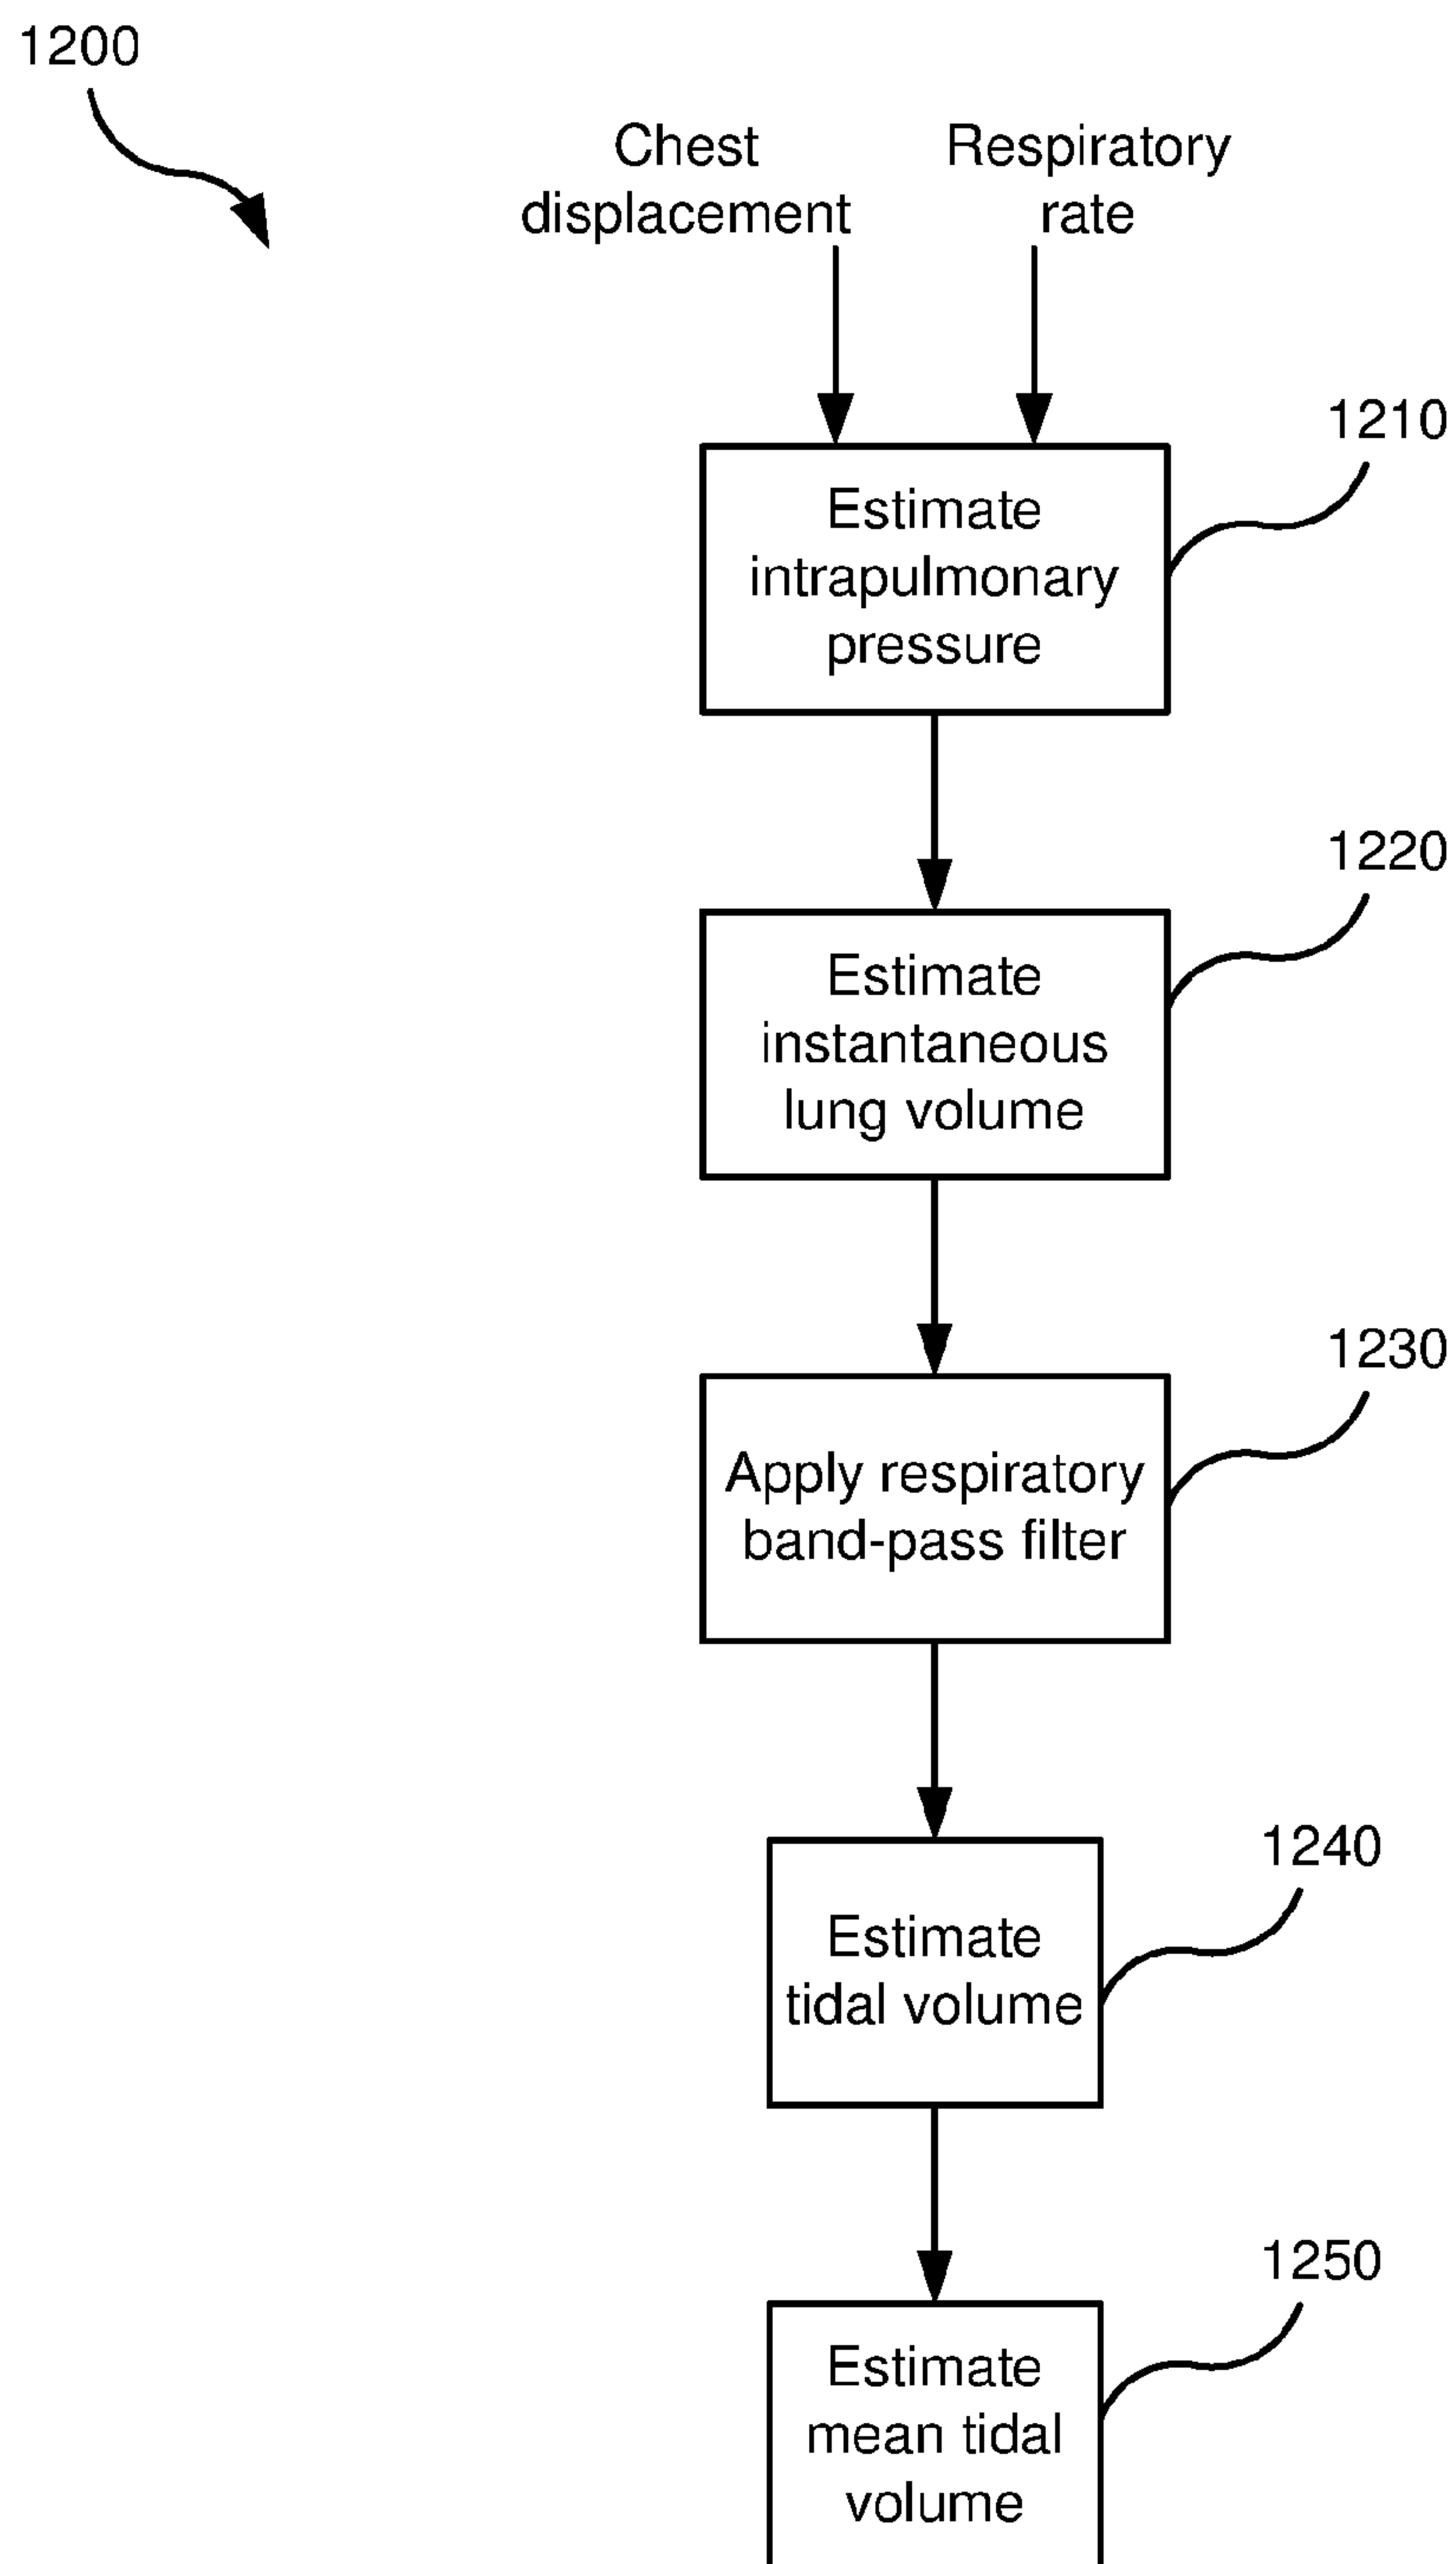 1200
Chest
displacement
Respiratory
rate
1210
Estimate
intrapulmonary
pressure
1220
Estimate
instantaneous
lung volume
1230
Apply respiratory
band-pass filter
1240
Estimate
tidal volume
1250
Estimate
mean tidal
volume